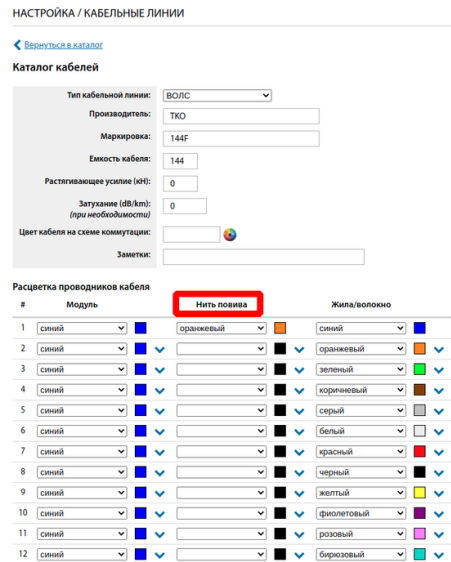 НАСТРОЙКА / КАБЕЛЬНЫЕ ЛИНИИ
Вернуться в каталог
Каталог кабелей
Тип кабельной линии: ВОЛС
Производитель: ТКО
Маркировка: 144F
Емкость кабеля: 144
Растягивающее усилие (кН): 0
Затухание (dB/km): 0
(при необходимости)
Цвет кабеля на схеме коммутации:
Заметки:
Расцветка проводников кабеля
# Модуль Нить повива Жила/волокно
1 синий оранжевый синий
2 синий оранжевый
3 синий зеленый
4 синий коричневый
5 синий серый
6 синий белый
7 синий красный
8 синий черный
9 синий желтый
10 синий фиолетовый
11 синий розовый
12 синий бирюзовый